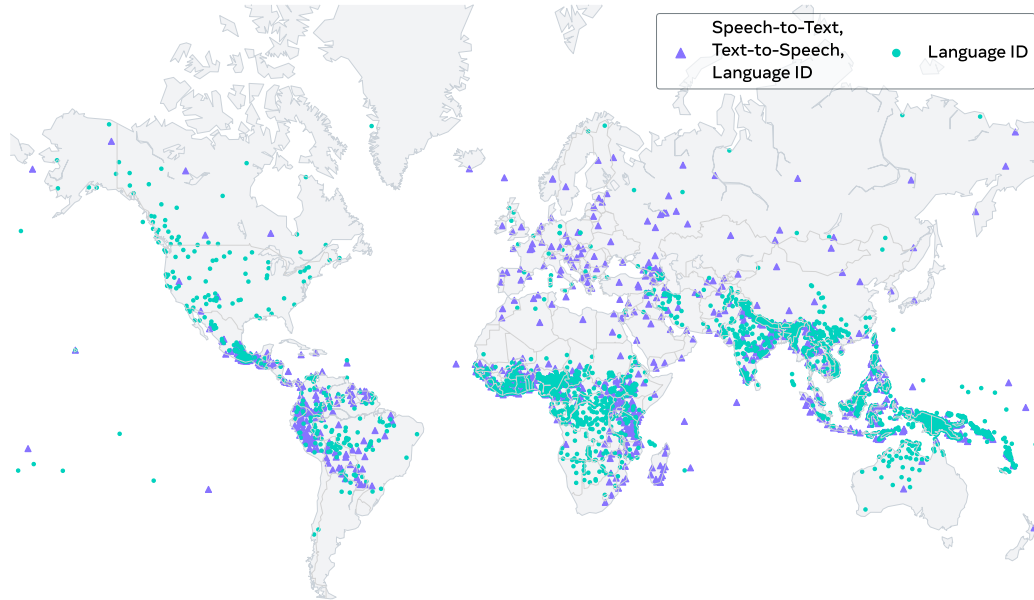 Speech-to-Text,
Text-to-Speech,
Language ID
Language ID